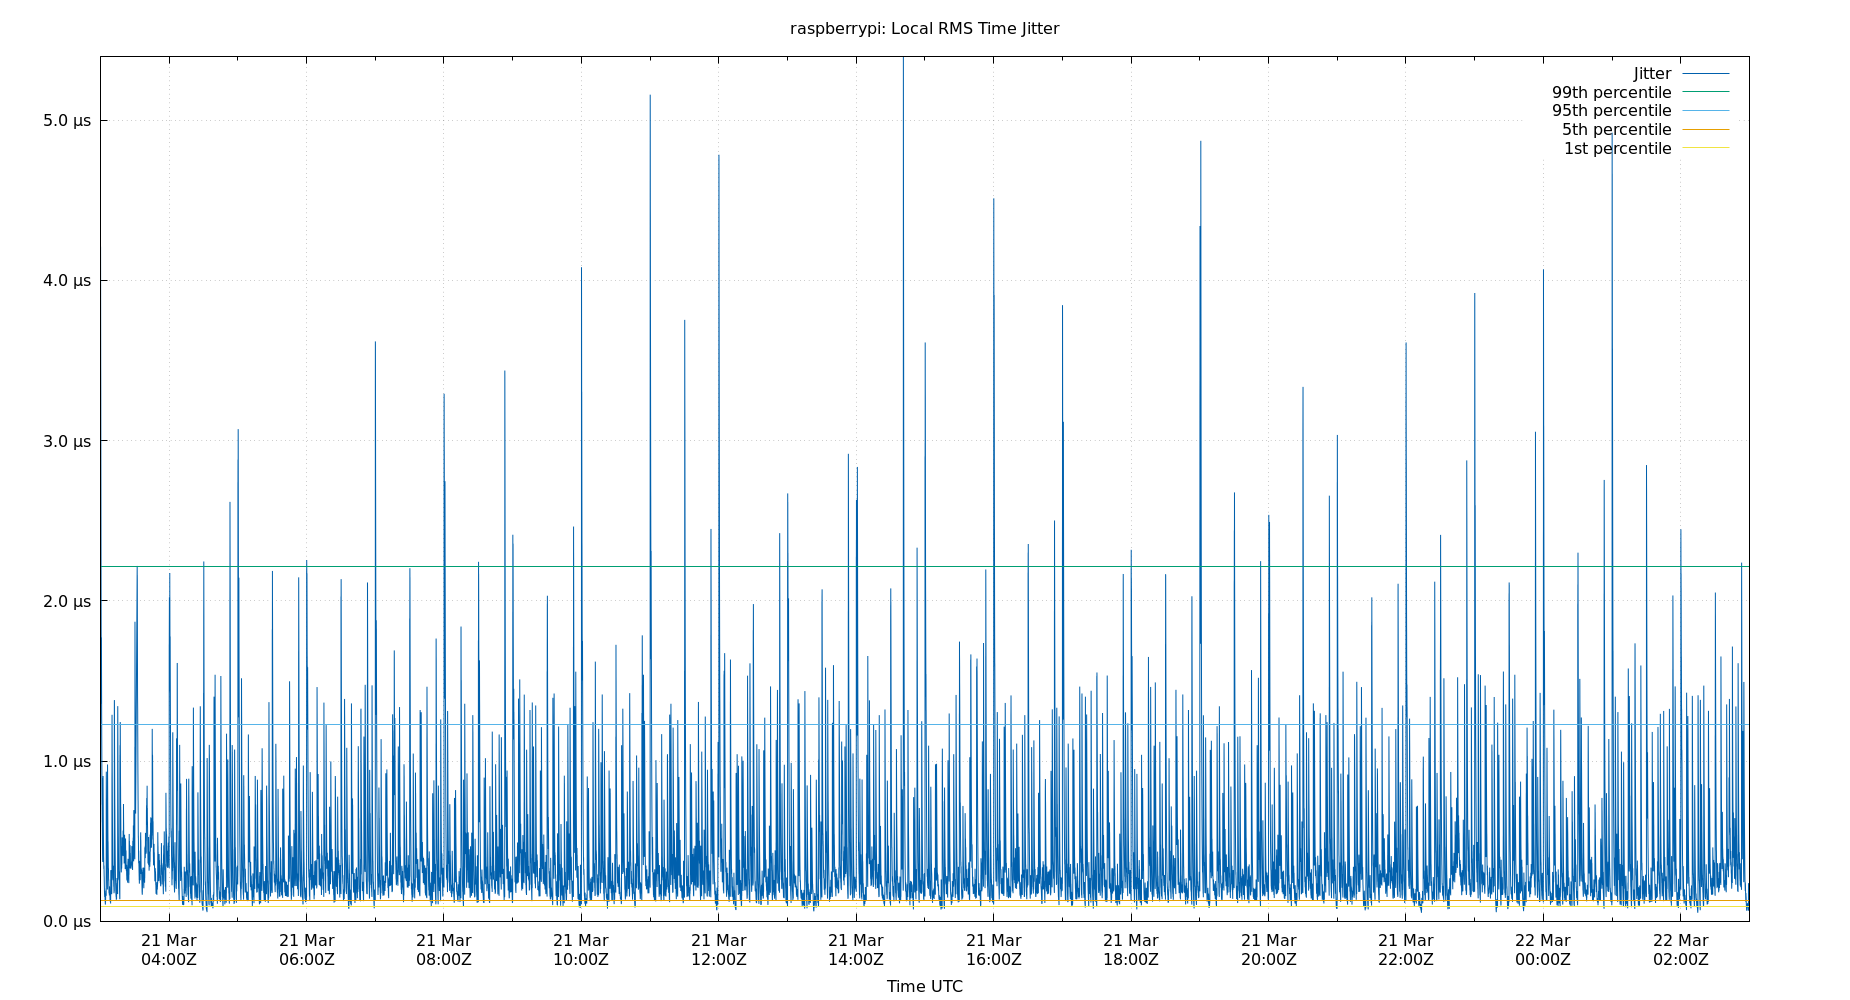 raspberrypi: Local RMS Time Jitter
Jitter
99th percentile
95th percentile
5th percentile
1st percentile
5.0 µs
4.0 µs
3.0 µs
2.0 µs
1.0 µs
0.0 µs
21 Mar 21 Mar 21 Mar 21 Mar 21 Mar 21 Mar 21 Mar 21 Mar 21 Mar 21 Mar 22 Mar 22 Mar
04:00Z 06:00Z 08:00Z 10:00Z 12:00Z 14:00Z 16:00Z 18:00Z 20:00Z 22:00Z 00:00Z 02:00Z
Time UTC